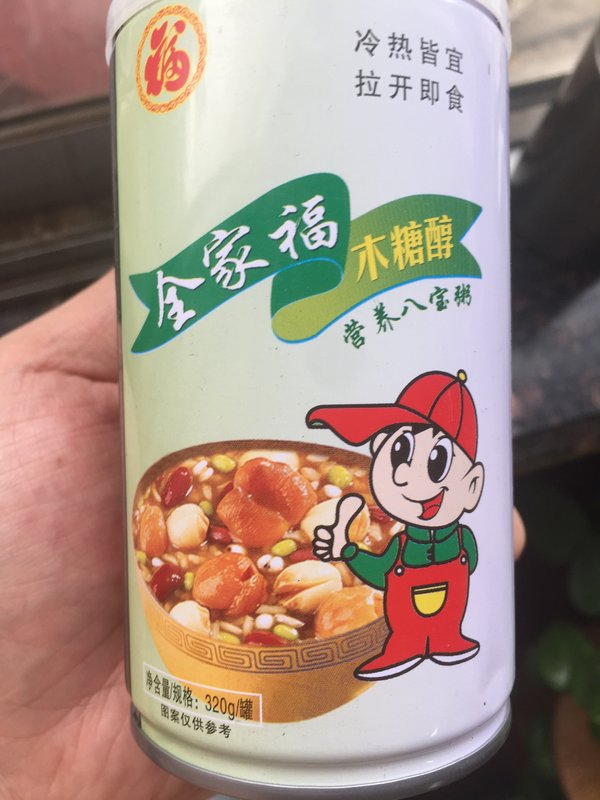 福
冷热皆宜
拉开即食
全家福
木糖醇
营养八宝粥
净含量/规格：320g/罐
图案仅供参考